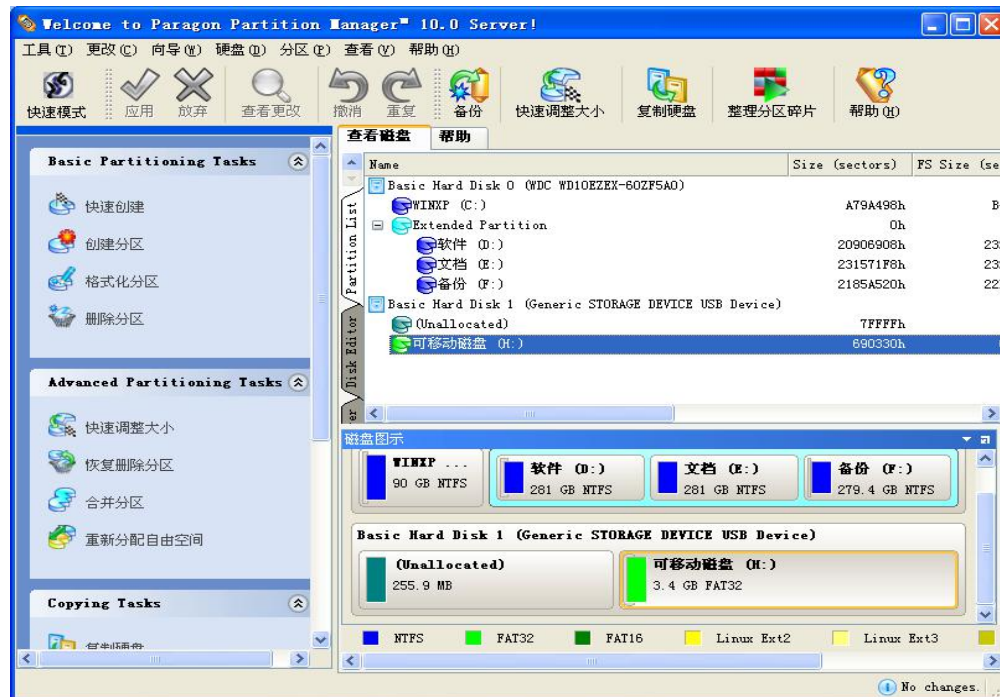 Welcome to Paragon Partition Manager™ 10.0 Server!
工具(T) 更改(C) 向导(W) 硬盘(D) 分区(P) 查看(V) 帮助(H)
快速模式 应用 放弃 查看更改 撤消 重复 备份 快速调整大小 复制硬盘 整理分区碎片 帮助(H)
查看磁盘 帮助
Basic Partitioning Tasks
快速创建
创建分区
格式化分区
删除分区
Advanced Partitioning Tasks
快速调整大小
恢复删除分区
合并分区
重新分配自由空间
Copying Tasks
复制硬盘
Partition List
Disk Editor
Name Size (sectors) FS Size (se
Basic Hard Disk 0 (WDC WD10EZEX-60ZF5A0)
WINXP (C:) A79A498h B
Extended Partition 0h
软件 (D:) 20906908h 23
文档 (E:) 231571F8h 23
备份 (F:) 2185A520h 22
Basic Hard Disk 1 (Generic STORAGE DEVICE USB Device)
(Unallocated) 7FFFFh
可移动磁盘 (H:) 690330h
磁盘图示
WINXP ... 软件 (D:) 文档 (E:) 备份 (F:)
90 GB NTFS 281 GB NTFS 281 GB NTFS 279.4 GB NTFS
Basic Hard Disk 1 (Generic STORAGE DEVICE USB Device)
(Unallocated) 可移动磁盘 (H:)
255.9 MB 3.4 GB FAT32
NTFS FAT32 FAT16 Linux Ext2 Linux Ext3
No changes.